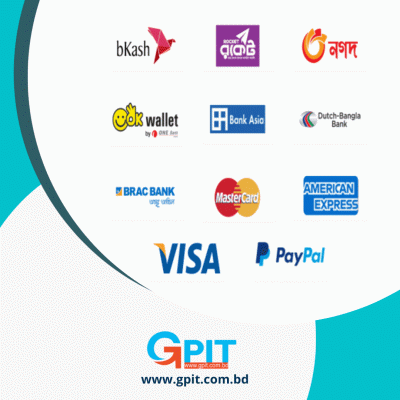 bKash
ROCKET
রকেট
নগদ
OK wallet
by ONE Bank
Bank Asia
Dutch-Bangla
Bank
BRAC BANK
MasterCard
AMERICAN
EXPRESS
VISA
PayPal
GPIT
www.gpit.com.bd
www.gpit.com.bd